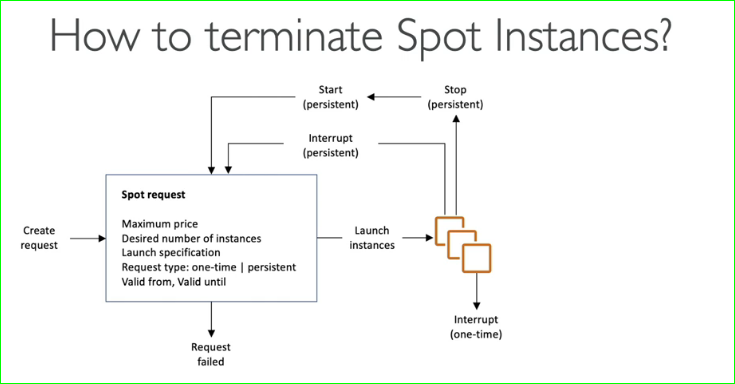 How to terminate Spot Instances?
Start
(persistent)
Stop
(persistent)
Interrupt
(persistent)
Spot request
Maximum price
Desired number of instances
Launch specification
Request type: one-time | persistent
Valid from, Valid until
Create
request
Launch
instances
Interrupt
(one-time)
Request
failed